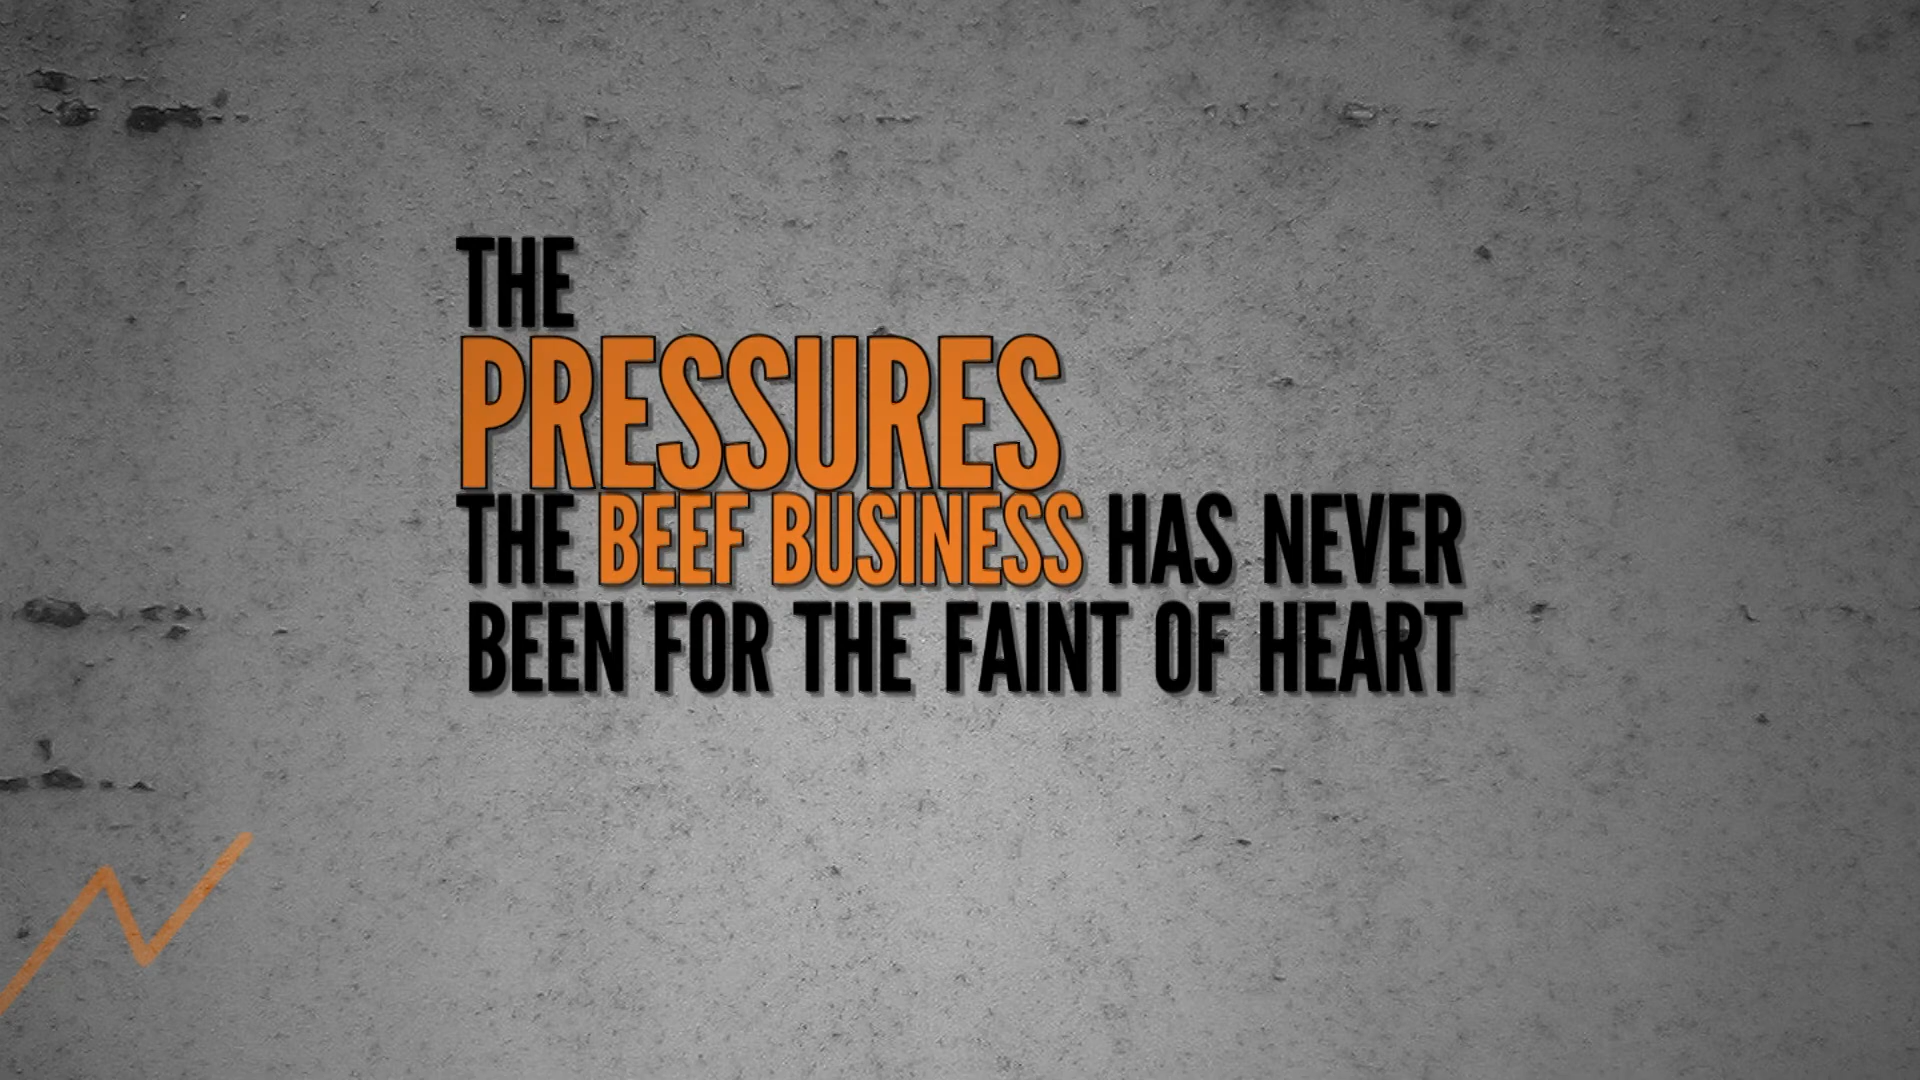 THE
PRESSURES
THE BEEF BUSINESS HAS NEVER
BEEN FOR THE FAINT OF HEART